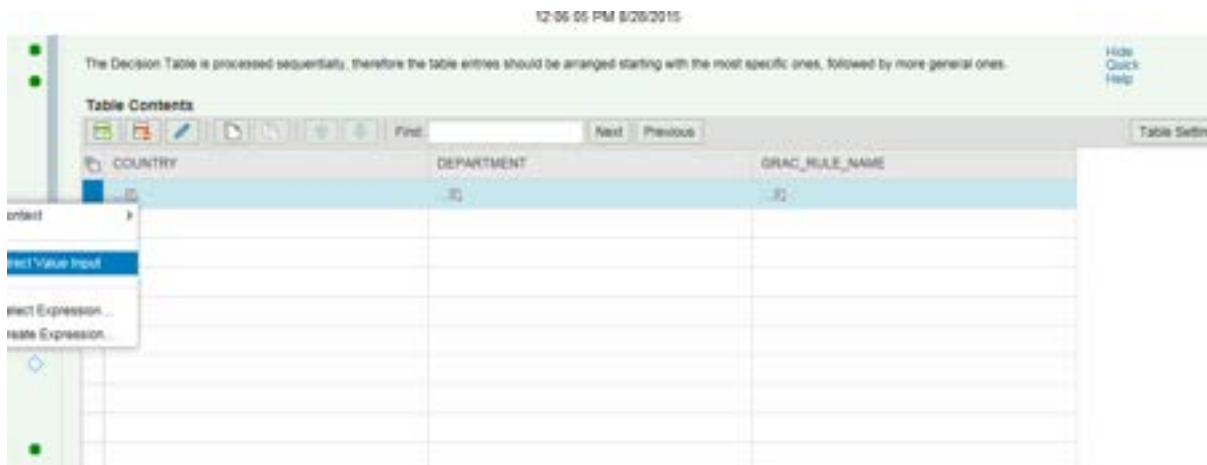 12:06:05 PM 8/28/2015
The Decision Table is processed sequentially, therefore the table entries should be arranged starting with the most specific ones, followed by more general ones.
Hide
Quick
Help
Table Contents
Find: Next Previous Table Settin
COUNTRY DEPARTMENT GRAC_RULE_NAME
ontext
irect Value Input
elect Expression...
reate Expression...